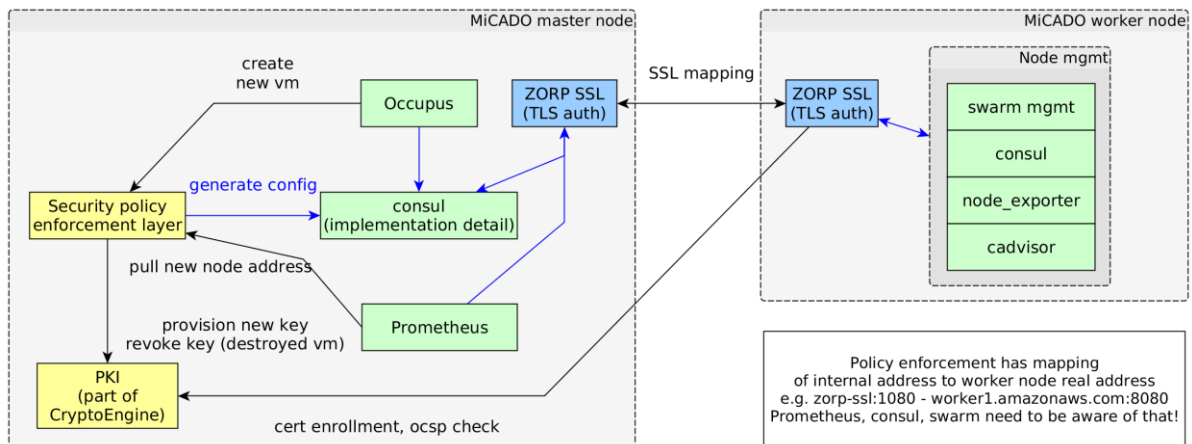 MiCADO master node
MiCADO worker node
create
new vm
Occupus
ZORP SSL
(TLS auth)
SSL mapping
ZORP SSL
(TLS auth)
Node mgmt
swarm mgmt
consul
node_exporter
cadvisor
generate config
Security policy
enforcement layer
consul
(implementation detail)
pull new node address
Prometheus
provision new key
revoke key (destroyed vm)
PKI
(part of
CryptoEngine)
cert enrollment, ocsp check
Policy enforcement has mapping
of internal address to worker node real address
e.g. zorp-ssl:1080 - worker1.amazonaws.com:8080
Prometheus, consul, swarm need to be aware of that!